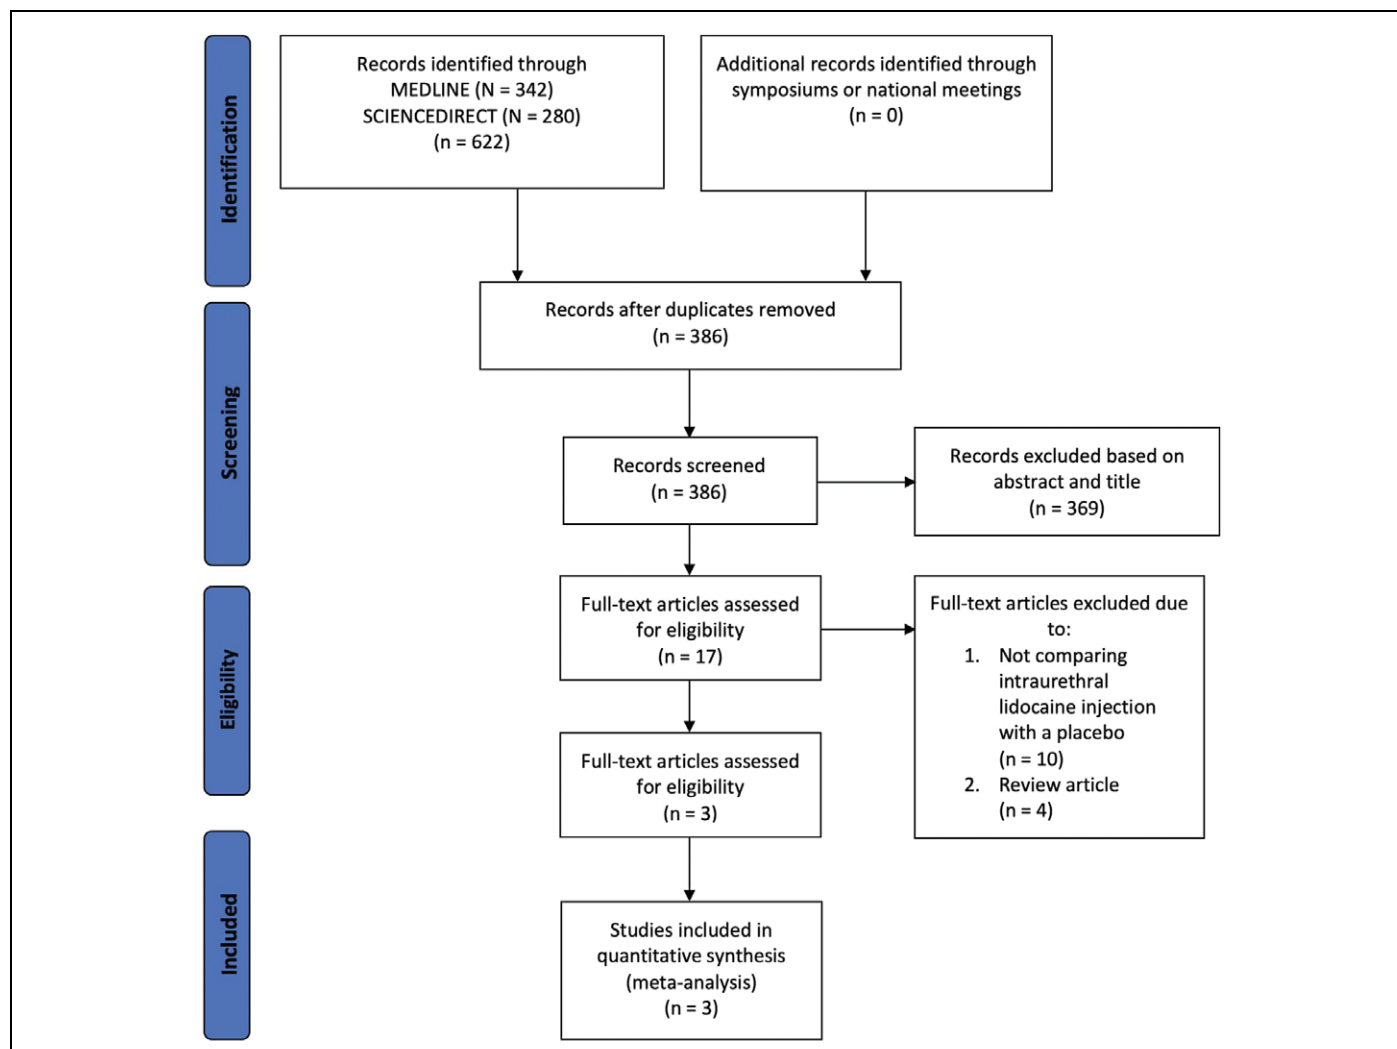 Identification
Records identified through
MEDLINE (N = 342)
SCIENCEDIRECT (N = 280)
(n = 622)
Additional records identified through
symposiums or national meetings
(n = 0)
Records after duplicates removed
(n = 386)
Screening
Records screened
(n = 386)
Records excluded based on
abstract and title
(n = 369)
Eligibility
Full-text articles assessed
for eligibility
(n = 17)
Full-text articles excluded due
to:
1. Not comparing
intraurethral
lidocaine injection
with a placebo
(n = 10)
2. Review article
(n = 4)
Full-text articles assessed
for eligibility
(n = 3)
Included
Studies included in
quantitative synthesis
(meta-analysis)
(n = 3)